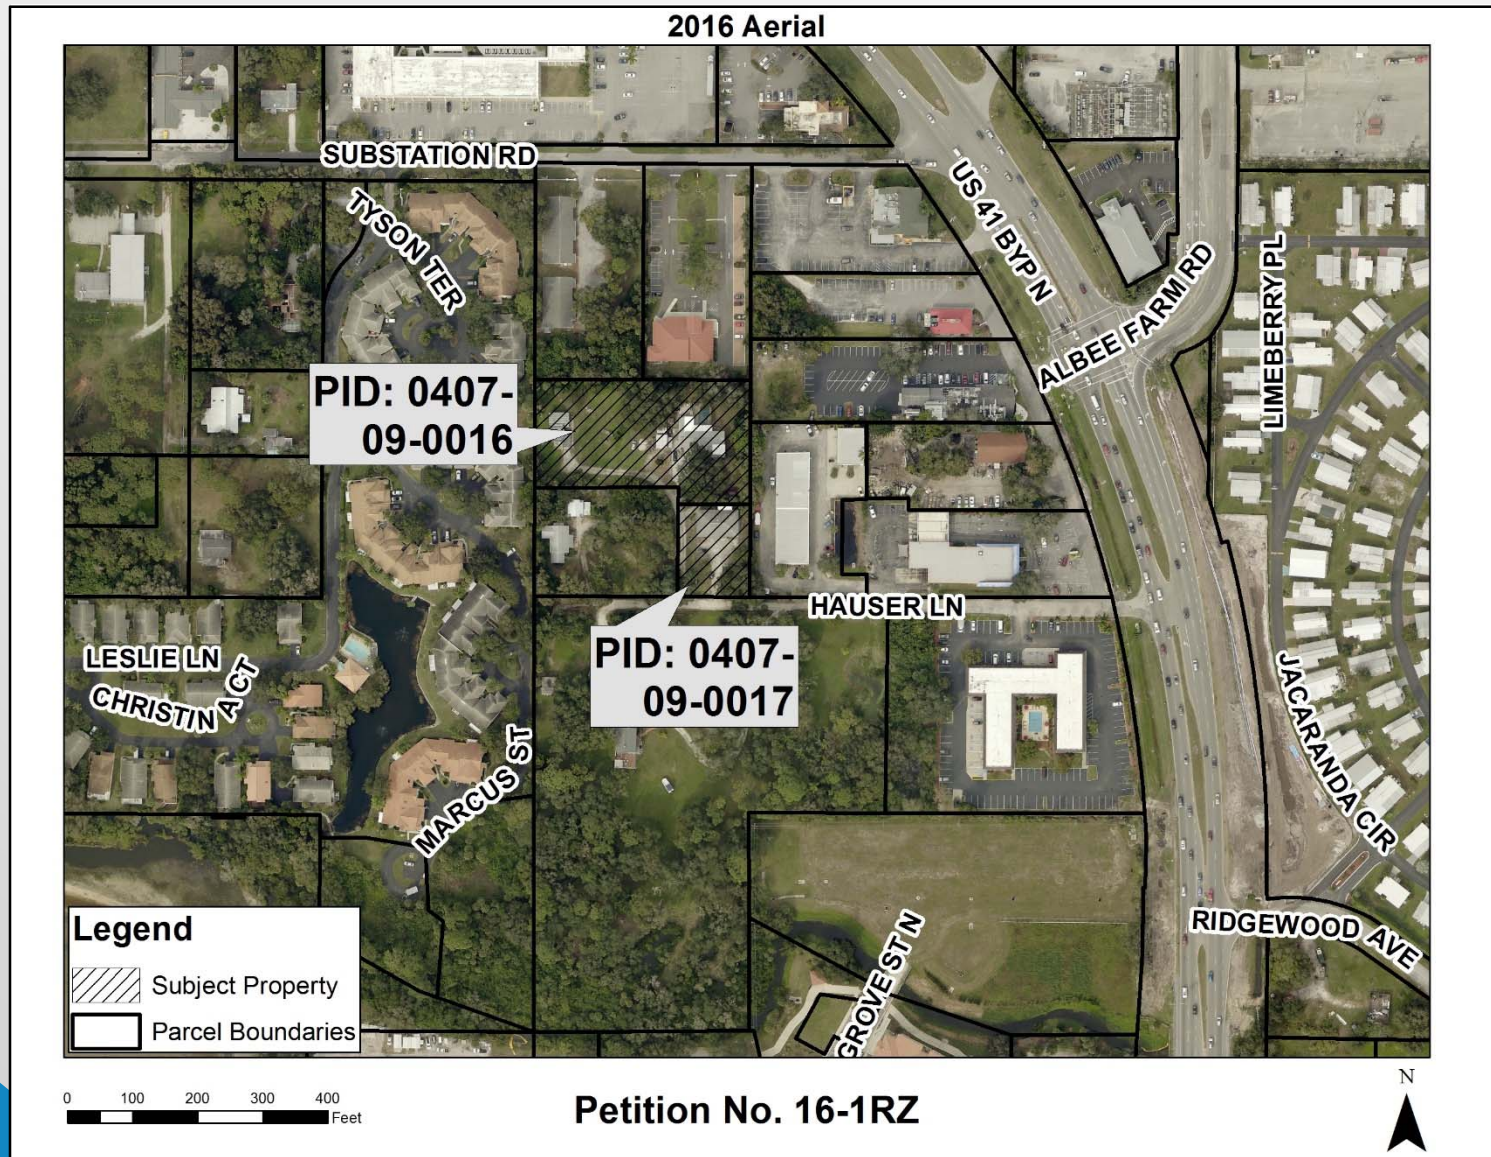 2016 Aerial
SUBSTATION RD
TYSON TER
US 41 BYP N
ALBEE FARM RD
LIMEBERRY PL
PID: 0407-
09-0016
HAUSER LN
PID: 0407-
09-0017
LESLIE LN
CHRISTINA CT
MARCUS ST
JACARANDA CIR
RIDGEWOOD AVE
GROVE ST N
Legend
Subject Property
Parcel Boundaries
0 100 200 300 400
Feet
Petition No. 16-1RZ
N